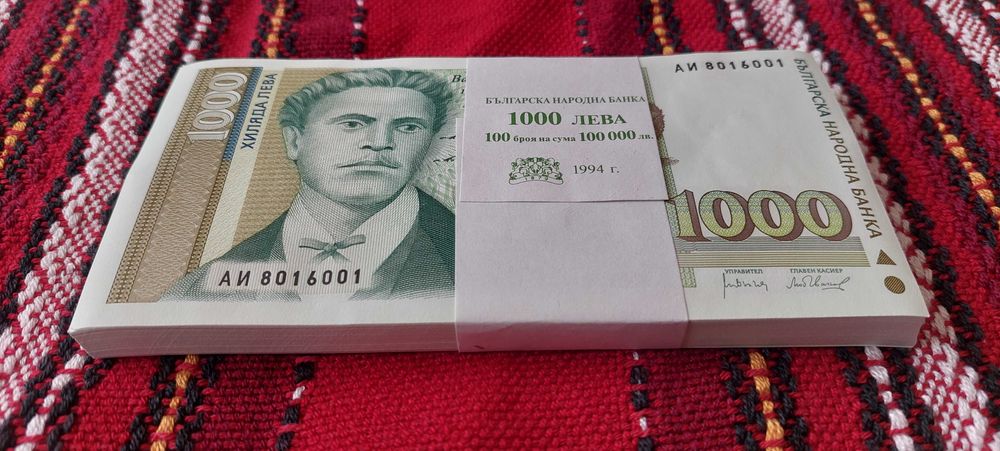 1000
ХИЛЯДА ЛЕВА
Ва
АИ 8016001
БЪЛГАРСКА НАРОДНА БАНКА
1000 ЛЕВА
100 броя на сума 100 000 лв.
1994 г.
АИ 8016001
БЪЛГАРСКА НАРОДНА БАНКА
1000
УПРАВИТЕЛ
ГЛАВЕН КАСИЕР